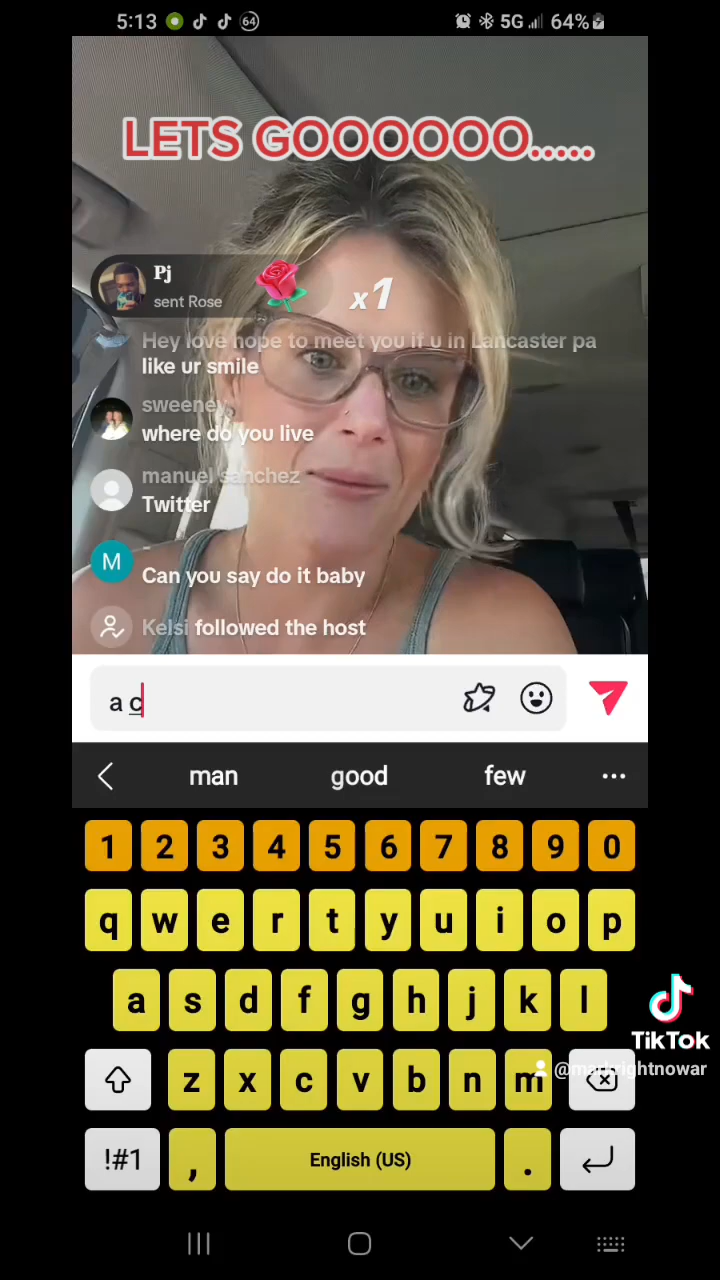 5:13
64
5G
64%
LETS GOOOOOO.....
Pj
sent Rose
x1
Hey love hope to meet you if u in Lancaster pa
like ur smile
sweeney
where do you live
manuel sanchez
Twitter
M
Can you say do it baby
Kelsi followed the host
a c
man good few
1 2 3 4 5 6 7 8 9 0
q w e r t y u i o p
a s d f g h j k l
TikTok
z x c v b n m
!#1 , English (US) .